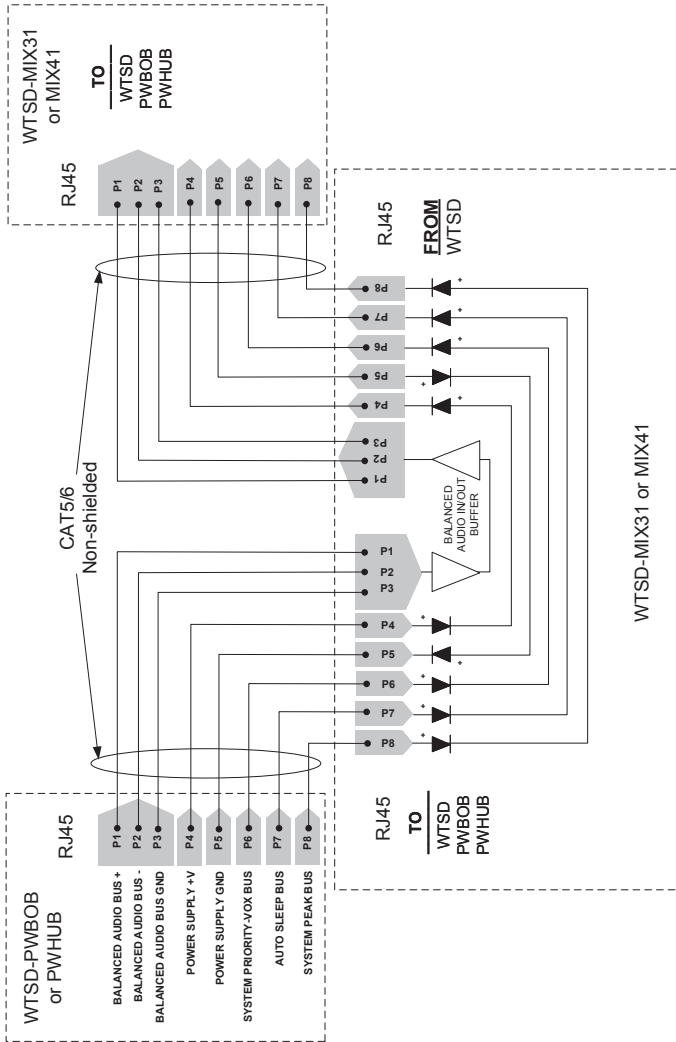 WTSD-PWBOB
or PWHUB
RJ45
BALANCED AUDIO BUS +
BALANCED AUDIO BUS -
BALANCED AUDIO BUS GND
POWER SUPPLY +V
POWER SUPPLY GND
SYSTEM PRIORITY-VOX BUS
AUTO SLEEP BUS
SYSTEM PEAK BUS
P1
P2
P3
P4
P5
P6
P7
P8
CAT5/6
Non-shielded
WTSD-MIX31
or MIX41
RJ45
TO
WTSD
PWBOB
PWHUB
P1
P2
P3
P4
P5
P6
P7
P8
RJ45
TO
WTSD
PWBOB
PWHUB
P8
P7
P6
P5
P4
P3
P2
P1
+
+
+
+
+
BALANCED
AUDIO IN/OUT
BUFFER
P1
P2
P3
P4
P5
P6
P7
P8
+
+
+
+
+
RJ45
FROM
WTSD
WTSD-MIX31 or MIX41